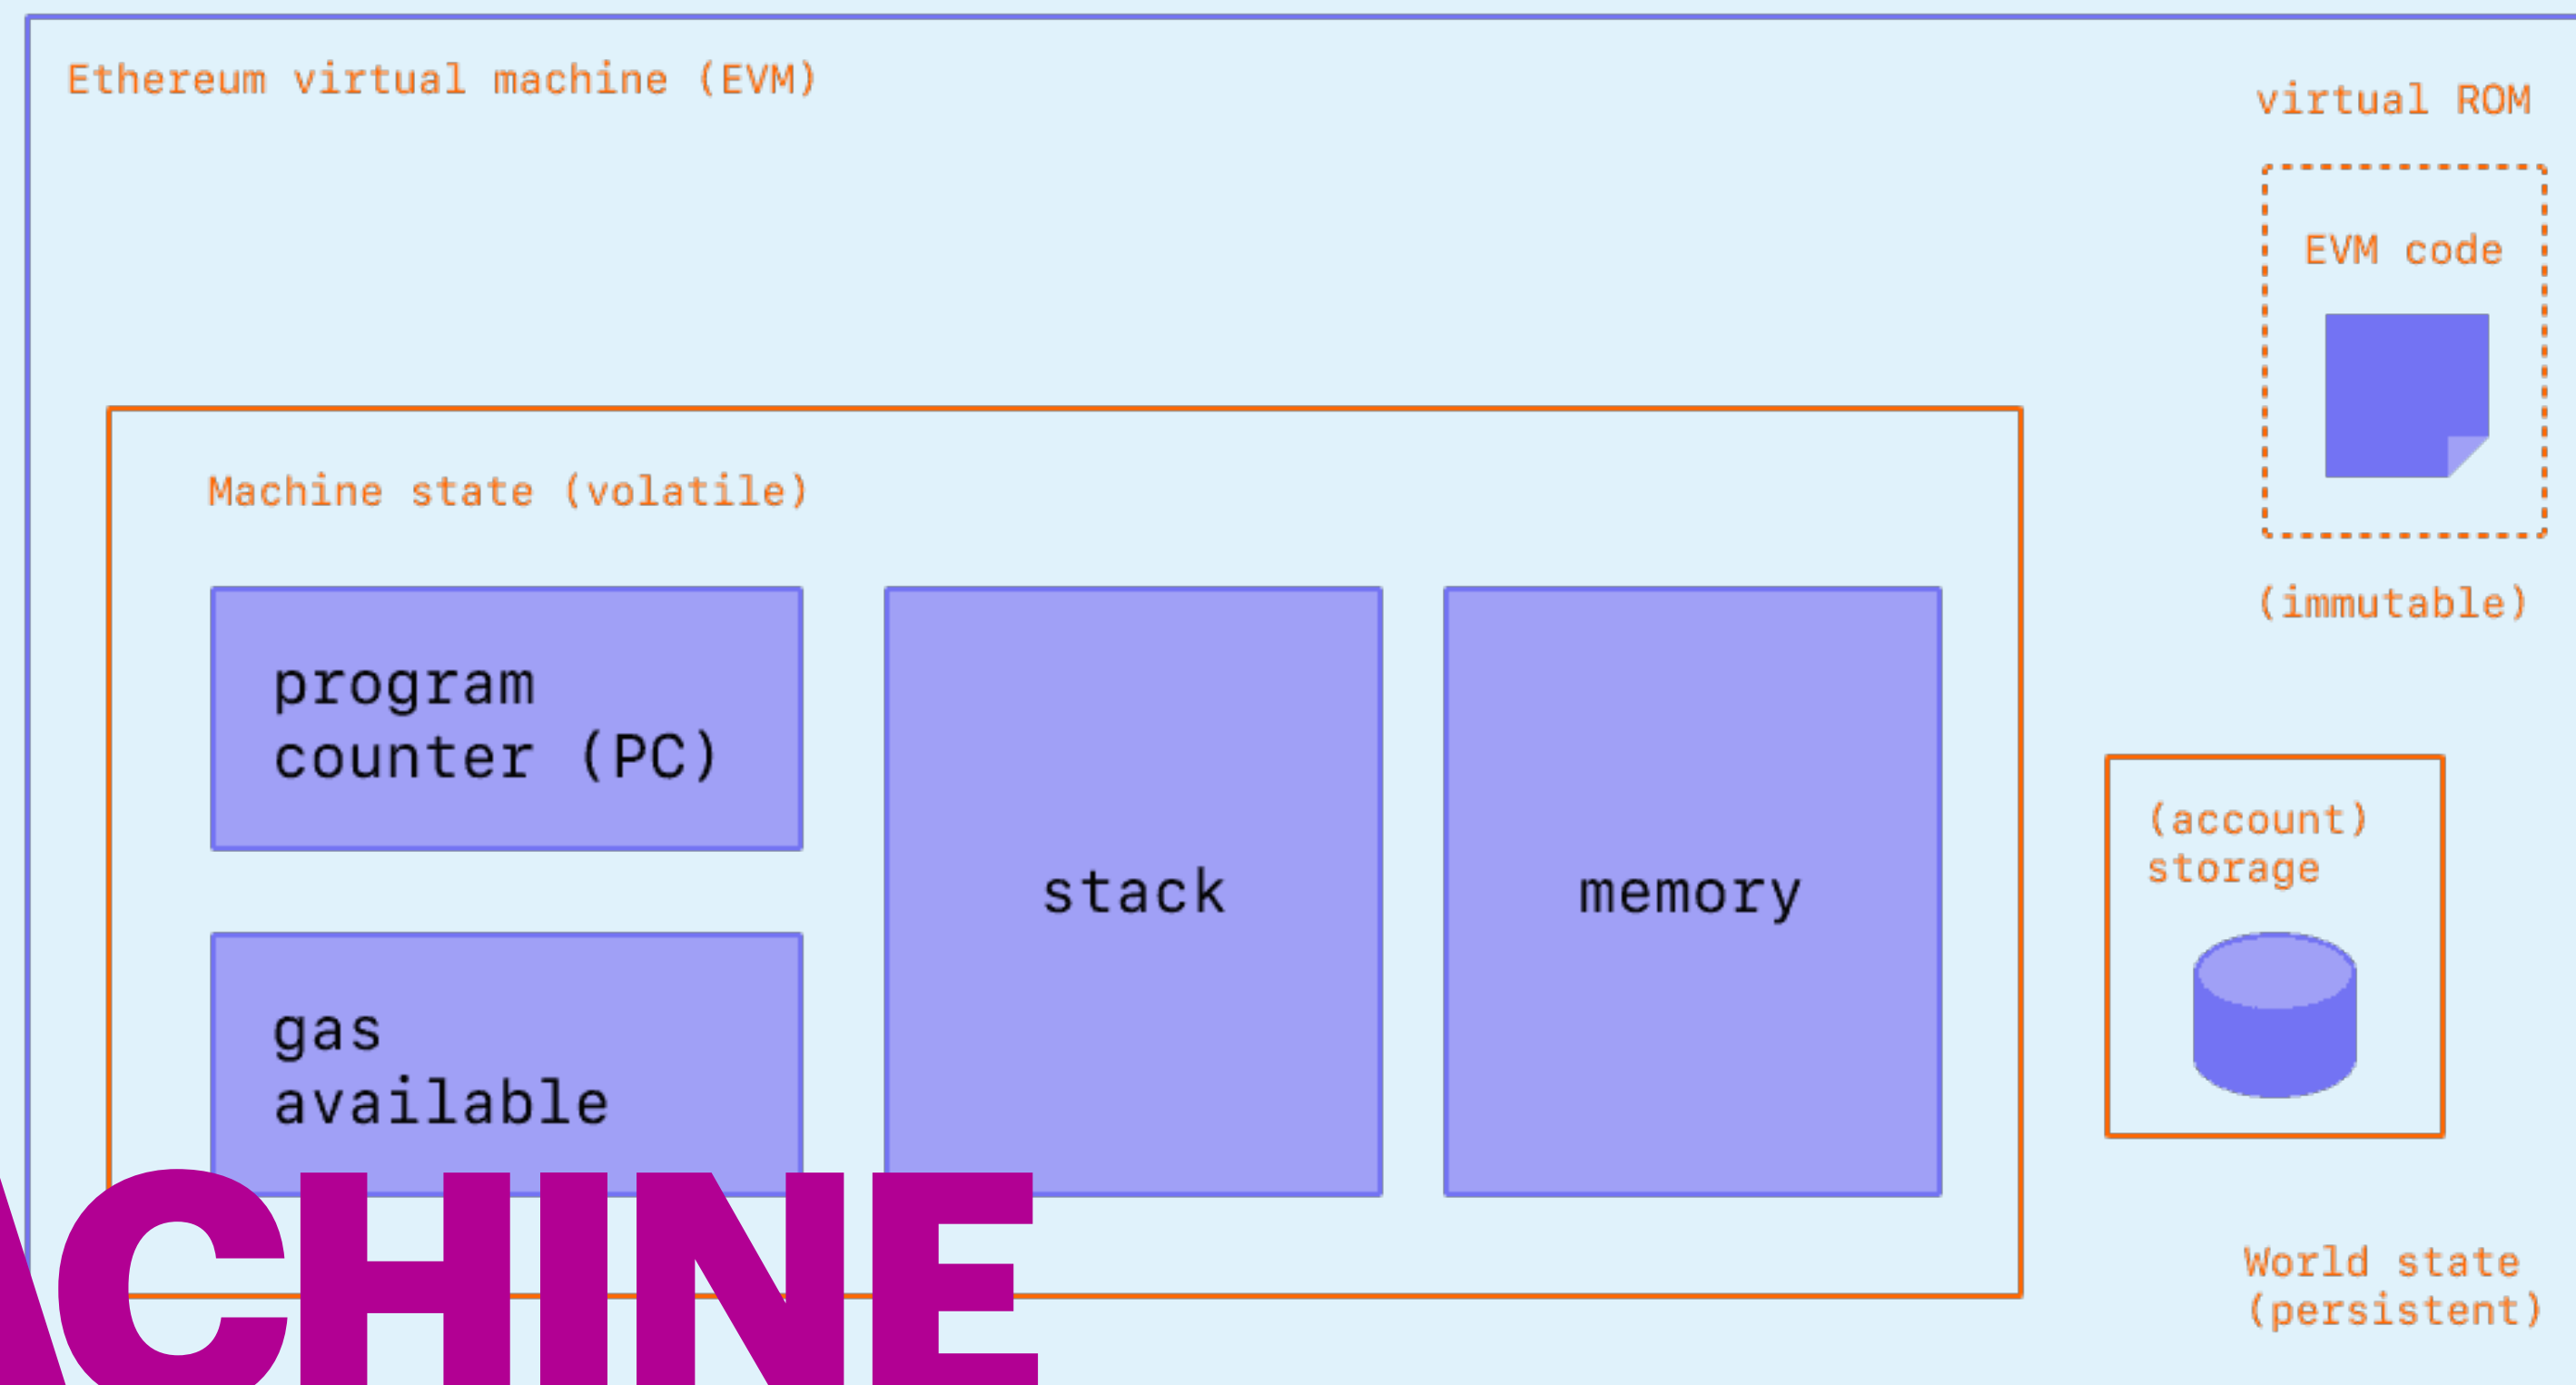 Ethereum virtual machine (EVM)
virtual ROM
EVM code
(immutable)
Machine state (volatile)
program
counter (PC)
gas
available
stack
memory
(account)
storage
World state
(persistent)
ACHINE